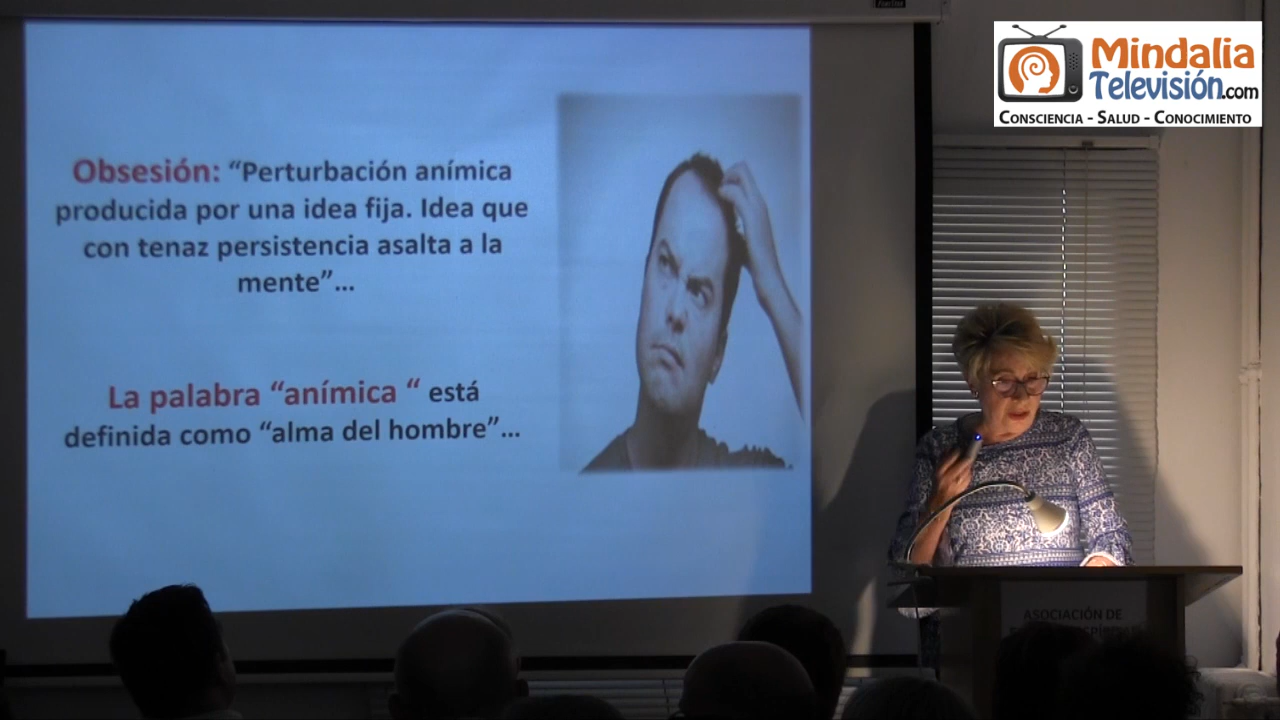 Obsesión: “Perturbación anímica
producida por una idea fija. Idea que
con tenaz persistencia asalta a la
mente”...
La palabra “anímica “ está
definida como “alma del hombre”...
Mindalia
Televisión.com
CONSCIENCIA - SALUD - CONOCIMIENTO
ASOCIACIÓN DE